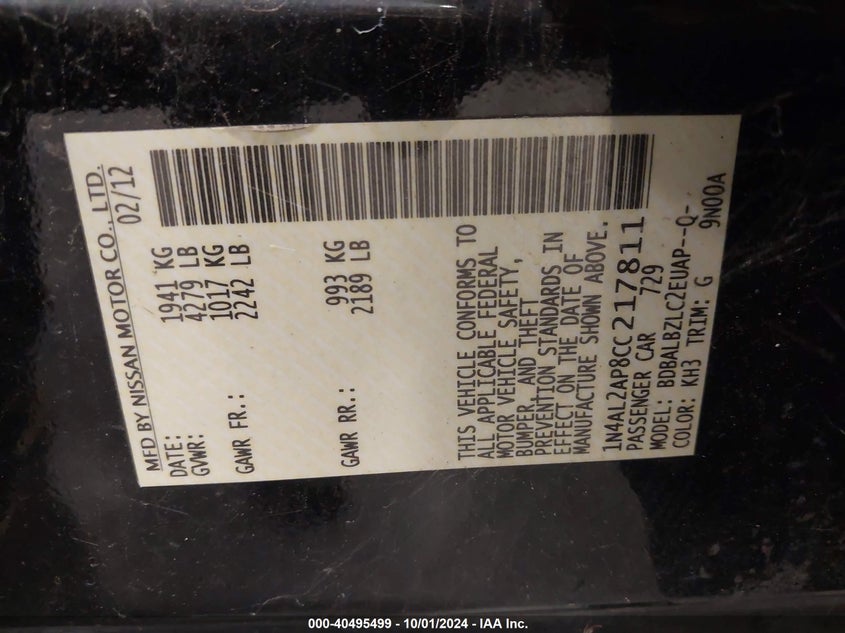 MFD BY NISSAN MOTOR CO., LTD.
DATE: 02/12
GVWR: 1941 KG
4279 LB
GAWR FR.: 1017 KG
2242 LB
GAWR RR.: 993 KG
2189 LB
THIS VEHICLE CONFORMS TO
ALL APPLICABLE FEDERAL
MOTOR VEHICLE SAFETY,
BUMPER, AND THEFT
PREVENTION STANDARDS IN
EFFECT ON THE DATE OF
MANUFACTURE SHOWN ABOVE.
1N4AL2AP8CC217811
PASSENGER CAR 729
MODEL: BDBALBZLC2EUAP--Q-
COLOR: KH3 TRIM: G 9N00A
000-40495499 - 10/01/2024 - IAA Inc.